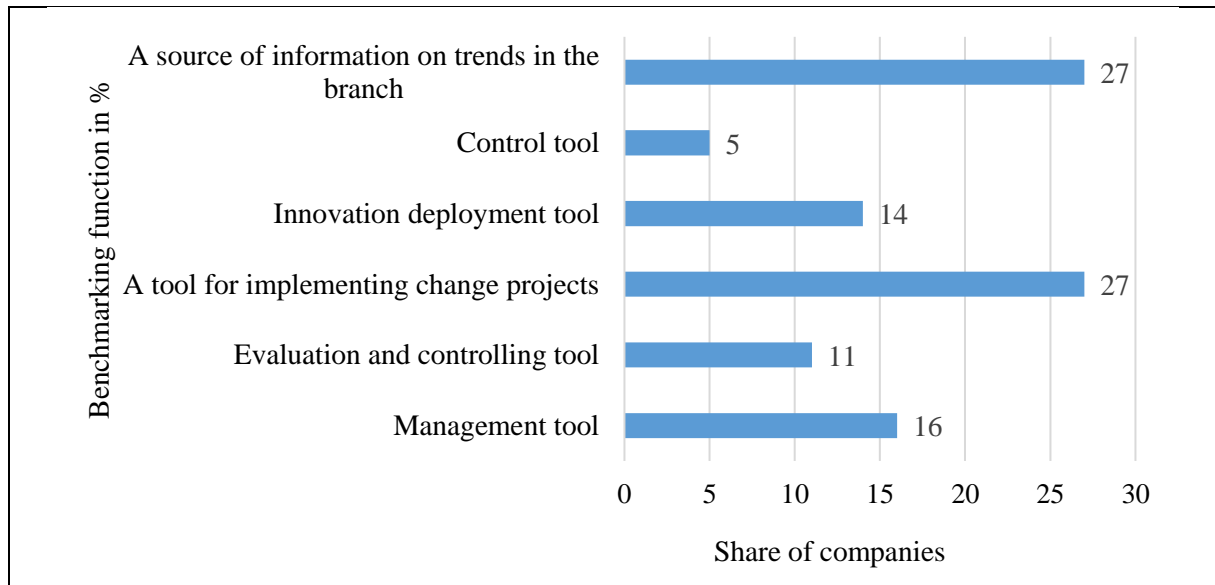 Benchmarking function in %
A source of information on trends in the
branch
27
Control tool
5
Innovation deployment tool
14
A tool for implementing change projects
27
Evaluation and controlling tool
11
Management tool
16
0 5 10 15 20 25 30
Share of companies